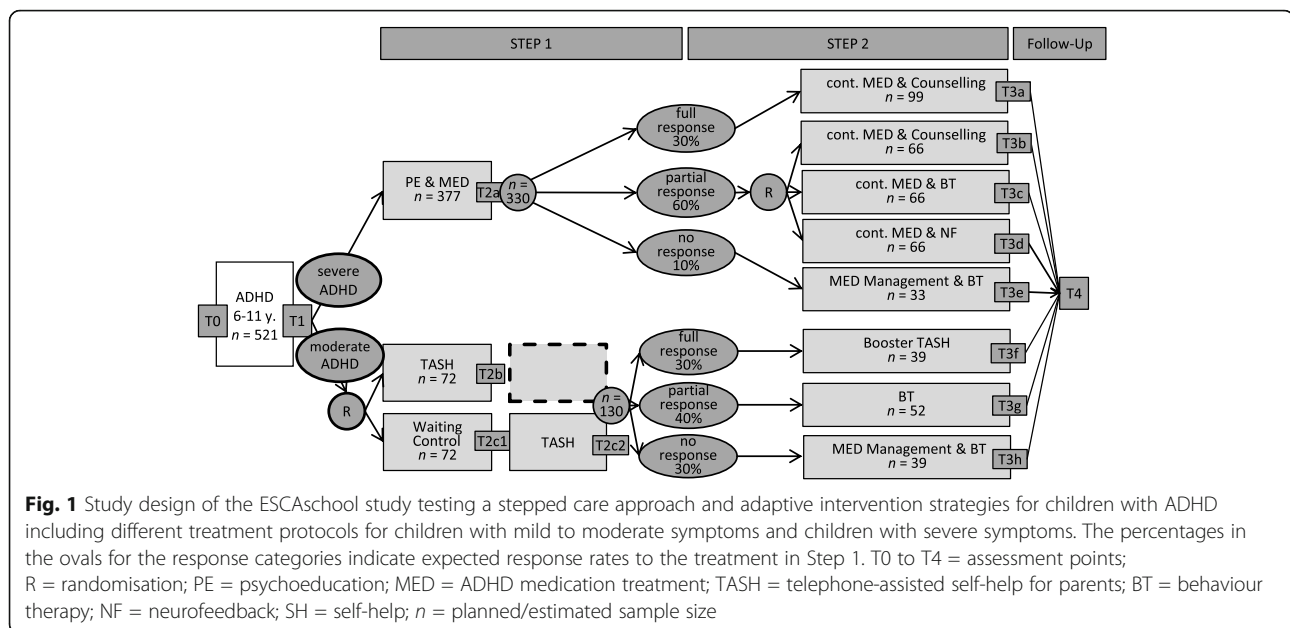 STEP 1
STEP 2
Follow-Up
cont. MED & Counselling
n = 99
T3a
full
response
30%
cont. MED & Counselling
n = 66
T3b
PE & MED
n = 377
T2a
n =
330
partial
response
60%
R
cont. MED & BT
66
T3c
cont. MED & NF
n = 66
T3d
no
response
10%
MED Management & BT
n = 33
T3e
severe
ADHD
T0
ADHD
6-11 y.
n = 521
T1
T4
moderate
ADHD
R
TASH
n = 72
T2b
full
response
30%
Booster TASH
n = 39
T3f
n =
130
partial
response
40%
BT
n = 52
T3g
Waiting
Control
n = 72
T2c1
TASH
T2c2
no
response
30%
MED Management & BT
n = 39
T3h
Fig. 1 Study design of the ESCAschool study testing a stepped care approach and adaptive intervention strategies for children with ADHD
including different treatment protocols for children with mild to moderate symptoms and children with severe symptoms. The percentages in
the ovals for the response categories indicate expected response rates to the treatment in Step 1. T0 to T4 = assessment points;
R = randomisation; PE = psychoeducation; MED = ADHD medication treatment; TASH = telephone-assisted self-help for parents; BT = behaviour
therapy; NF = neurofeedback; SH = self-help; n = planned/estimated sample size